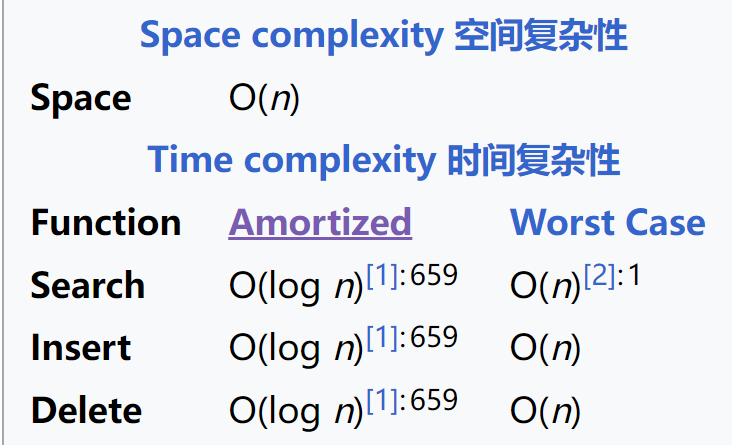 Space complexity 空间复杂性
Space O(n)
Time complexity 时间复杂性
Function Amortized Worst Case
Search O(log n)[1]:659 O(n)[2]:1
Insert O(log n)[1]:659 O(n)
Delete O(log n)[1]:659 O(n)